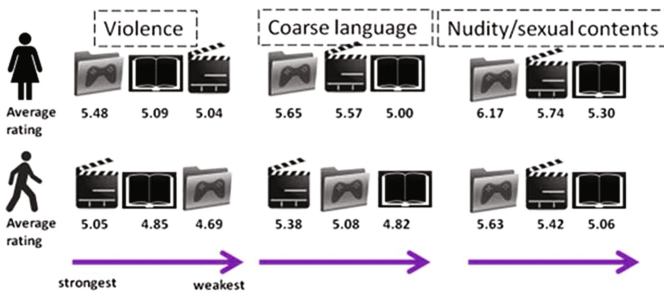 Violence Coarse language Nudity/sexual contents
Average rating 5.48 5.09 5.04 5.65 5.57 5.00 6.17 5.74 5.30
Average rating 5.05 4.85 4.69 5.38 5.08 4.82 5.63 5.42 5.06
strongest weakest